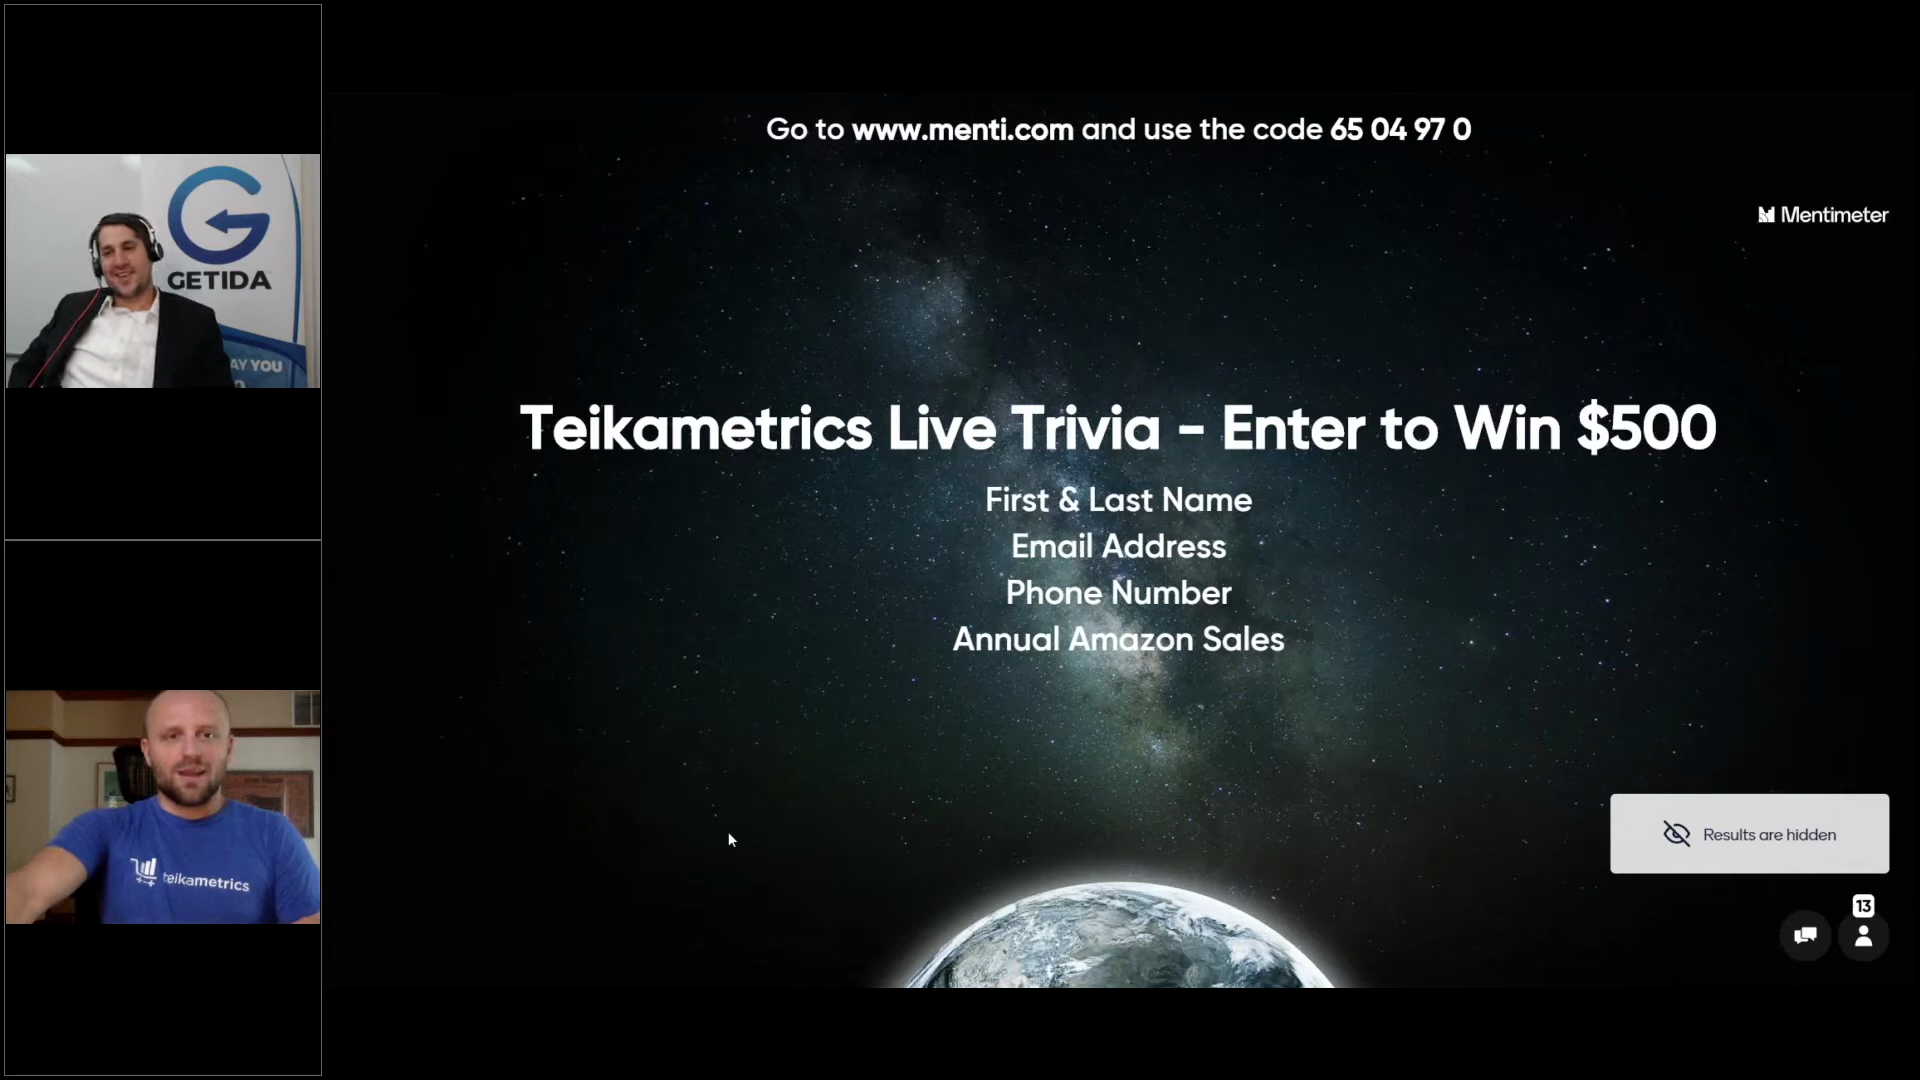 Go to www.menti.com and use the code 65 04 97 0
Mentimeter
GETIDA
AY YOU
Teikametrics Live Trivia - Enter to Win $500
First & Last Name
Email Address
Phone Number
Annual Amazon Sales
teikametrics
Results are hidden
13